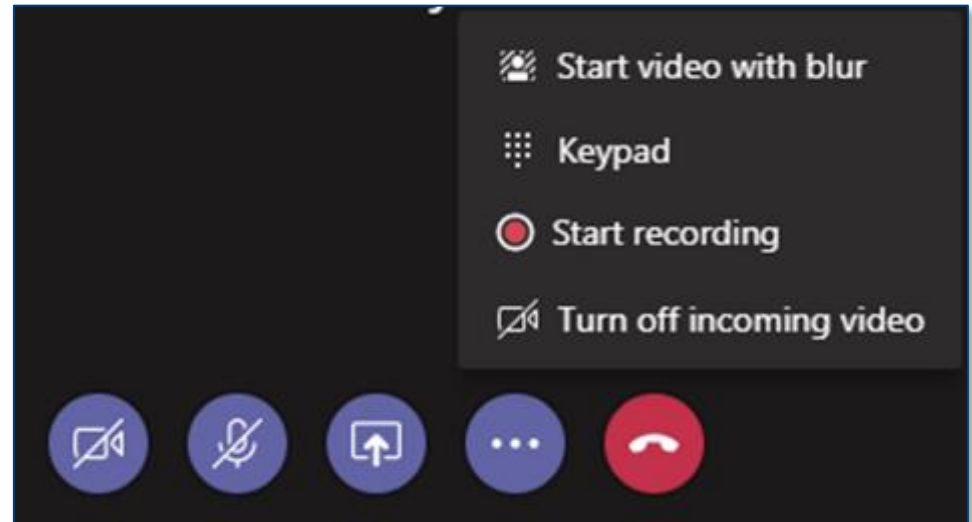 Start video with blur
Keypad
Start recording
Turn off incoming video